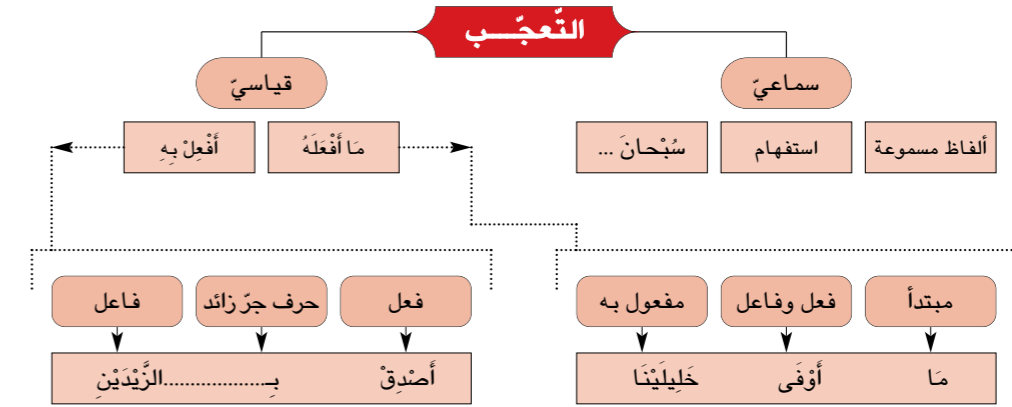 التّعجّـــب
سماعيّ
قياسيّ
ألفاظ مسموعة
استفهام
سُبْحانَ ...
مَا أَفْعَلَهُ
أَفْعِلْ بِهِ
مبتدأ
فعل وفاعل
مفعول به
مَا أَوْفَى خَلِيلَيْنَا
فعل
حرف جرّ زائد
فاعل
أَصْدِقْ بِـ...................الزَّيْدَيْنِ